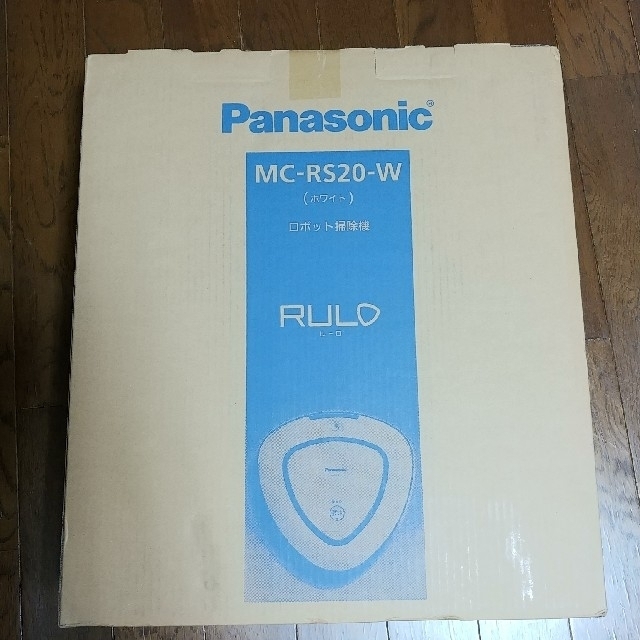 Panasonic®
MC-RS20-W
(ホワイト)
ロボット掃除機
RULO
ルーロ
Panasonic